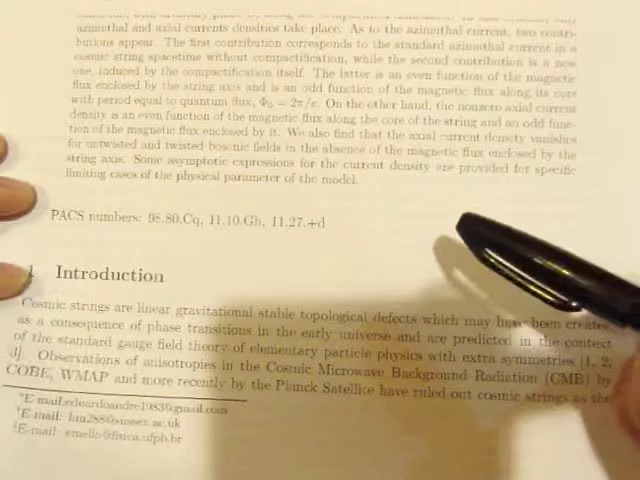 azimuthal and axial currents densities take place. As to the azimuthal current, two contri-
butions appear. The first contribution corresponds to the standard azimuthal current in a
cosmic string spacetime without compactification, while the second contribution is a new
one, induced by the compactification itself. The latter is an even function of the magnetic
flux enclosed by the string axis and is an odd function of the magnetic flux along its core
with period equal to quantum flux, Φ₀ = 2π/e. On the other hand, the nonzero axial current
density is an even function of the magnetic flux along the core of the string and an odd func-
tion of the magnetic flux enclosed by it. We also find that the axial current density vanishes
for untwisted and twisted bosonic fields in the absence of the magnetic flux enclosed by the
string axis. Some asymptotic expressions for the current density are provided for specific
limiting cases of the physical parameter of the model.
PACS numbers: 98.80.Cq, 11.10.Gh, 11.27.+d
1 Introduction
Cosmic strings are linear gravitational stable topological defects which may have been created
as a consequence of phase transitions in the early universe and are predicted in the context
of the standard gauge field theory of elementary particle physics with extra symmetries [1, 2,
3]. Observations of anisotropies in the Cosmic Microwave Background Radiation (CMB) by
COBE, WMAP and more recently by the Planck Satellite have ruled out cosmic strings as the
*E-mail:eduardoandre1983@gmail.com
†E-mail: hm288@sussex.ac.uk
‡E-mail: emello@fisica.ufpb.br